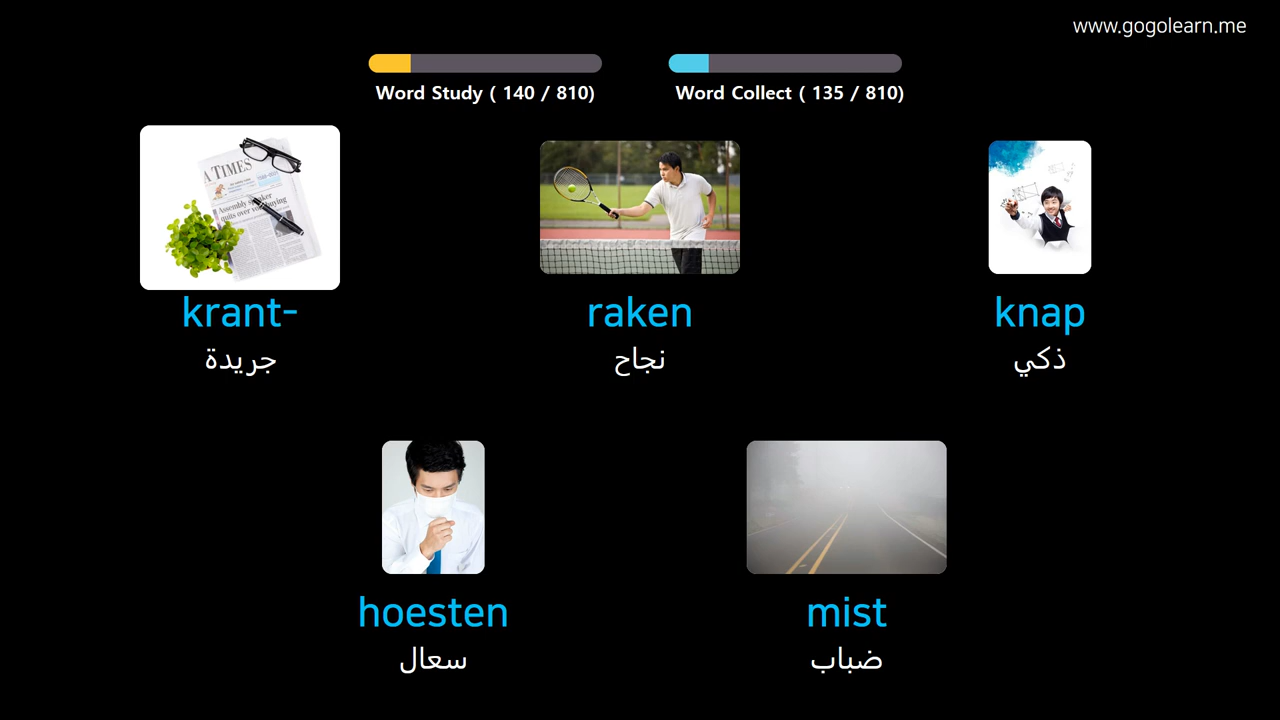 www.gogolearn.me
Word Study ( 140 / 810)
Word Collect ( 135 / 810)
A TIMES
krant-
جريدة
raken
نجاح
knap
ذكي
hoesten
سعال
mist
ضباب